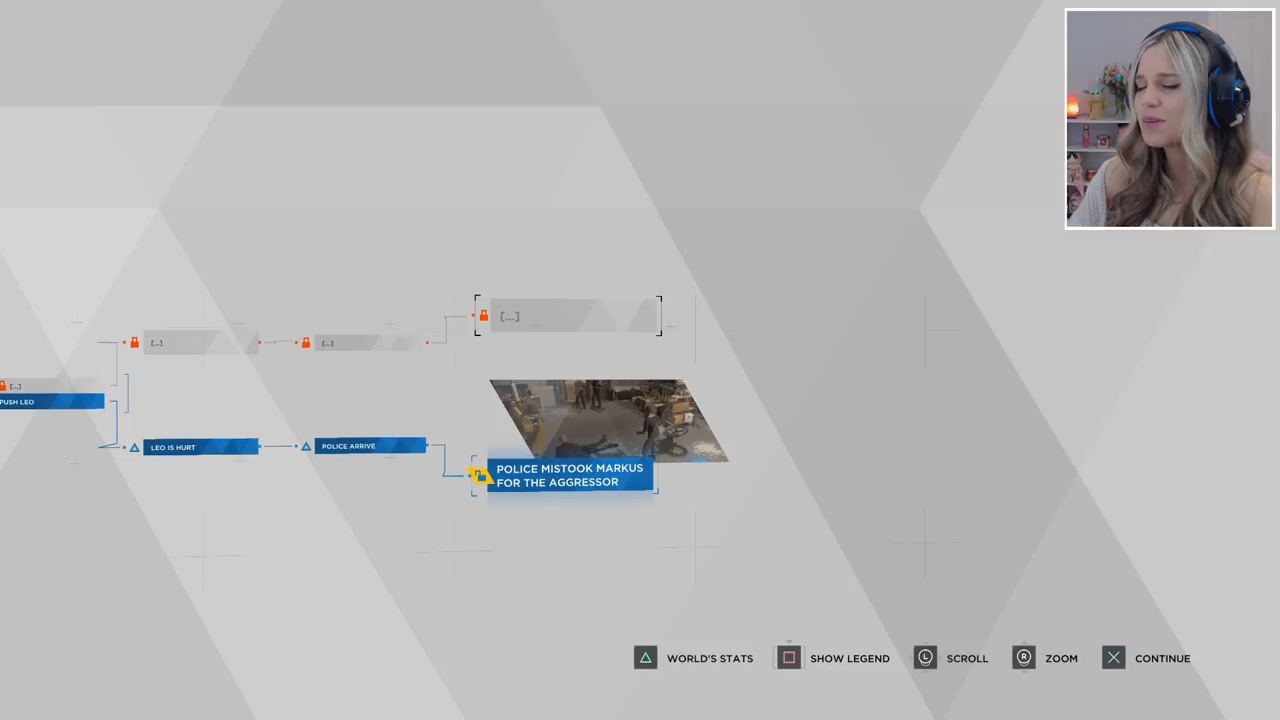 [...]
[...]
[...]
[...]
PUSH LEO
LEO IS HURT
POLICE ARRIVE
POLICE MISTOOK MARKUS
FOR THE AGGRESSOR
WORLD'S STATS
SHOW LEGEND
L
SCROLL
R
ZOOM
CONTINUE